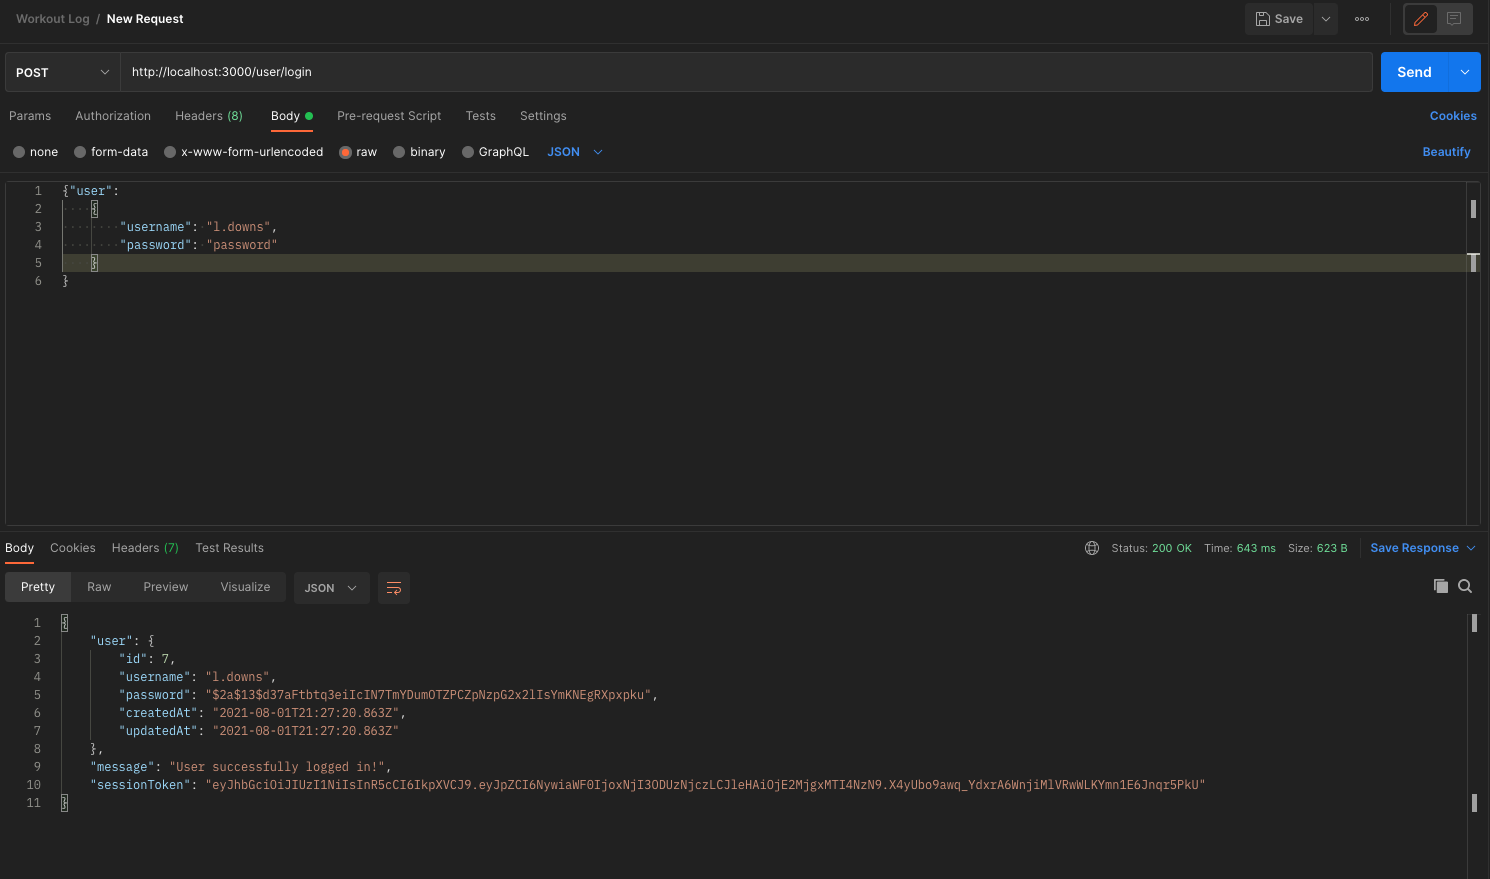 Workout Log / New Request
Save
POST
http://localhost:3000/user/login
Send
Params Authorization Headers (8) Body Pre-request Script Tests Settings Cookies
none form-data x-www-form-urlencoded raw binary GraphQL JSON Beautify
1 {"user":
2 {
3 "username": "l.downs",
4 "password": "password"
5 }
6 }
Body Cookies Headers (7) Test Results Status: 200 OK Time: 643 ms Size: 623 B Save Response
Pretty Raw Preview Visualize JSON
1 {
2 "user": {
3 "id": 7,
4 "username": "l.downs",
5 "password": "$2a$13$d37aFtbtq3eiIcIN7TmYDumOTZPCZpNzpG2x2lIsYmKNEgRXpxpku",
6 "createdAt": "2021-08-01T21:27:20.863Z",
7 "updatedAt": "2021-08-01T21:27:20.863Z"
8 },
9 "message": "User successfully logged in!",
10 "sessionToken": "eyJhbGciOiJIUzI1NiIsInR5cCI6IkpXVCJ9.eyJpZCI6NywiaWF0IjoxNjI3ODUzNjczLCJleHAiOjE2MjgxMTI4NzN9.X4yUbo9awq_YdxrA6WnjiMlVRwWLKYmn1E6Jnqr5PkU"
11 }